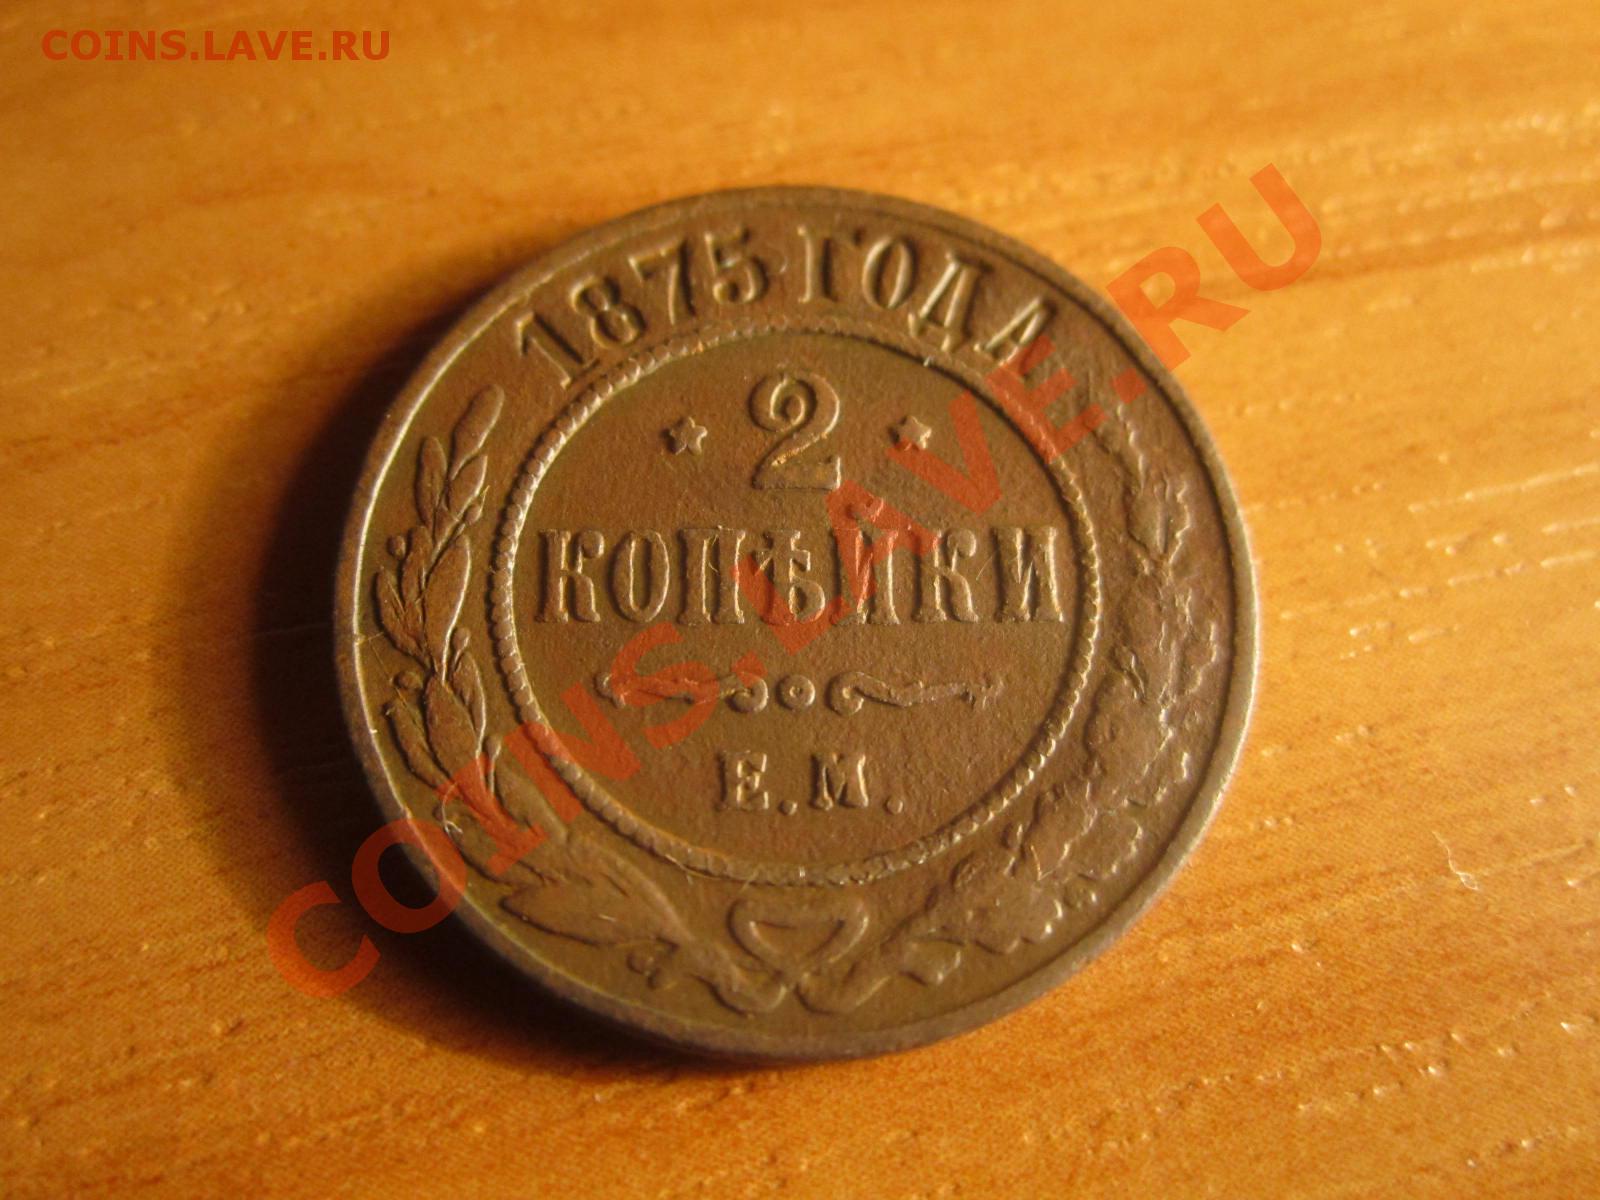 COINS.LAVE.RU
1875 ГОДА
2
КОПѢЙКИ
Е.М.
COINS.LAVE.RU